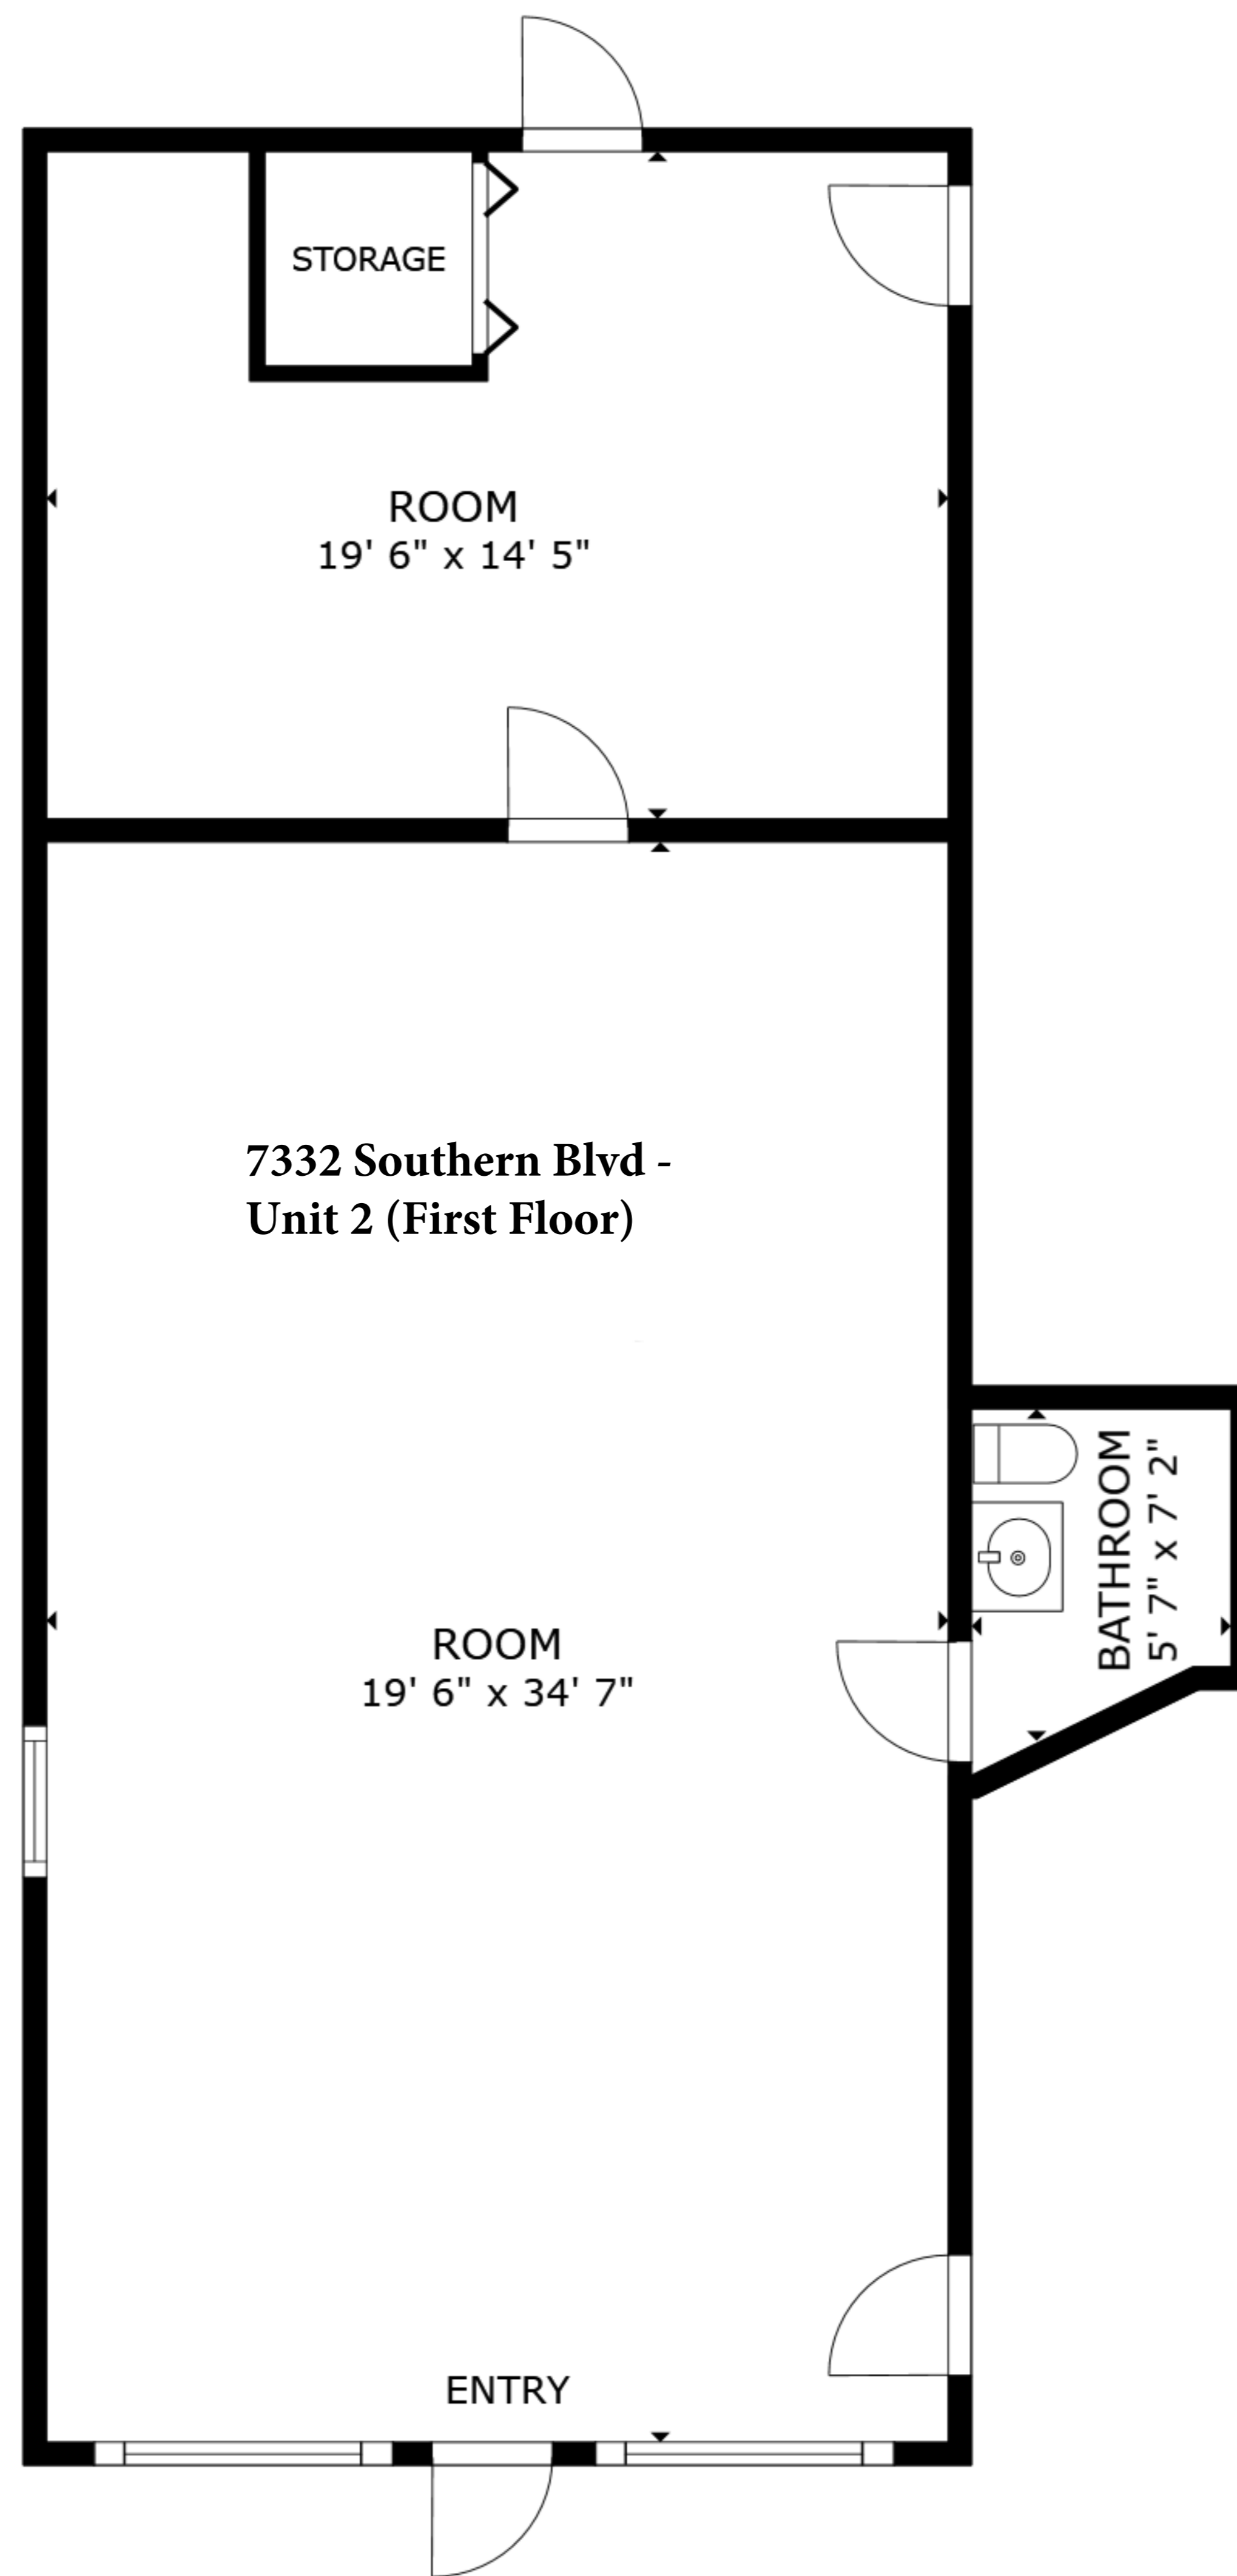 STORAGE
ROOM
19' 6" x 14' 5"
7332 Southern Blvd -
Unit 2 (First Floor)
BATHROOM
5' 7" x 7' 2"
ROOM
19' 6" x 34' 7"
ENTRY